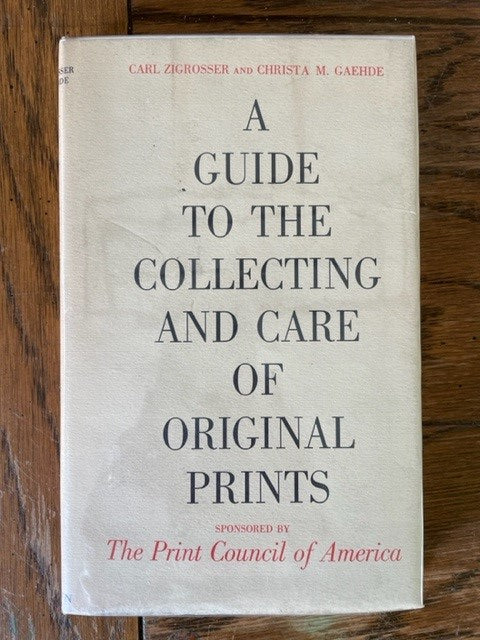 CARL ZIGROSSER AND CHRISTA M. GAEHDE
A
GUIDE
TO THE
COLLECTING
AND CARE
OF
ORIGINAL
PRINTS
SPONSORED BY
The Print Council of America